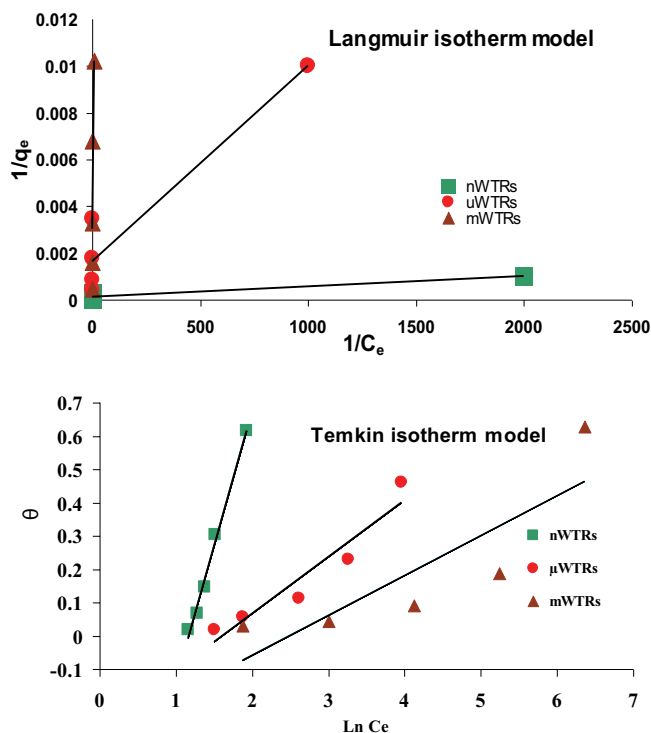 Langmuir isotherm model
0.01
0.008
0.006
0.004
0.002
0
1/qₑ
nWTRs
uWTRs
mWTRs
0 500 1000 1500 2000 2500
1/Cₑ
Temkin isotherm model
0.7
0.6
0.5
0.4
0.3
0.2
0.1
0
-0.1
θ
nWTRs
µWTRs
mWTRs
0 1 2 3 4 5 6 7
Ln Ce